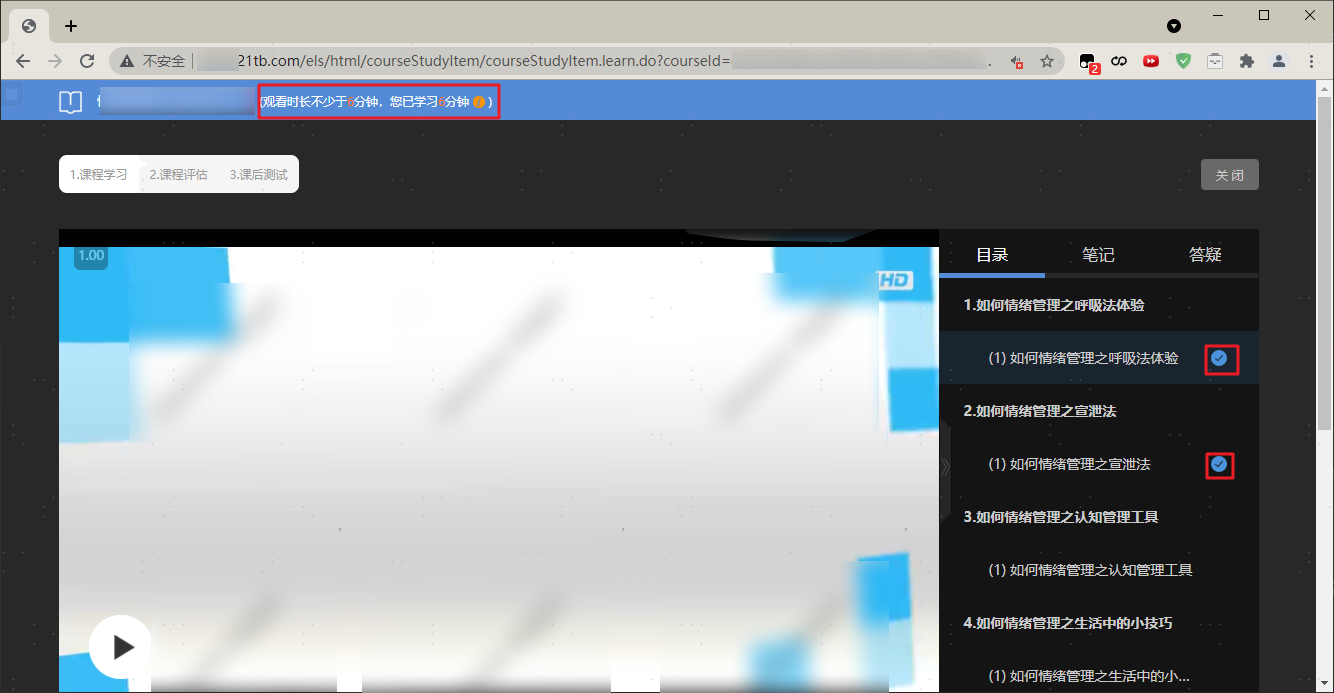 不安全
21tb.com/els/html/courseStudyItem/courseStudyItem.learn.do?courseId=
2
(观看时长不少于6分钟，您已学习6分钟 i )
1.课程学习 2.课程评估 3.课后测试
关 闭
1.00
HD
目录 笔记 答疑
1.如何情绪管理之呼吸法体验
(1) 如何情绪管理之呼吸法体验
2.如何情绪管理之宣泄法
(1) 如何情绪管理之宣泄法
3.如何情绪管理之认知管理工具
(1) 如何情绪管理之认知管理工具
4.如何情绪管理之生活中的小技巧
(1) 如何情绪管理之生活中的小...